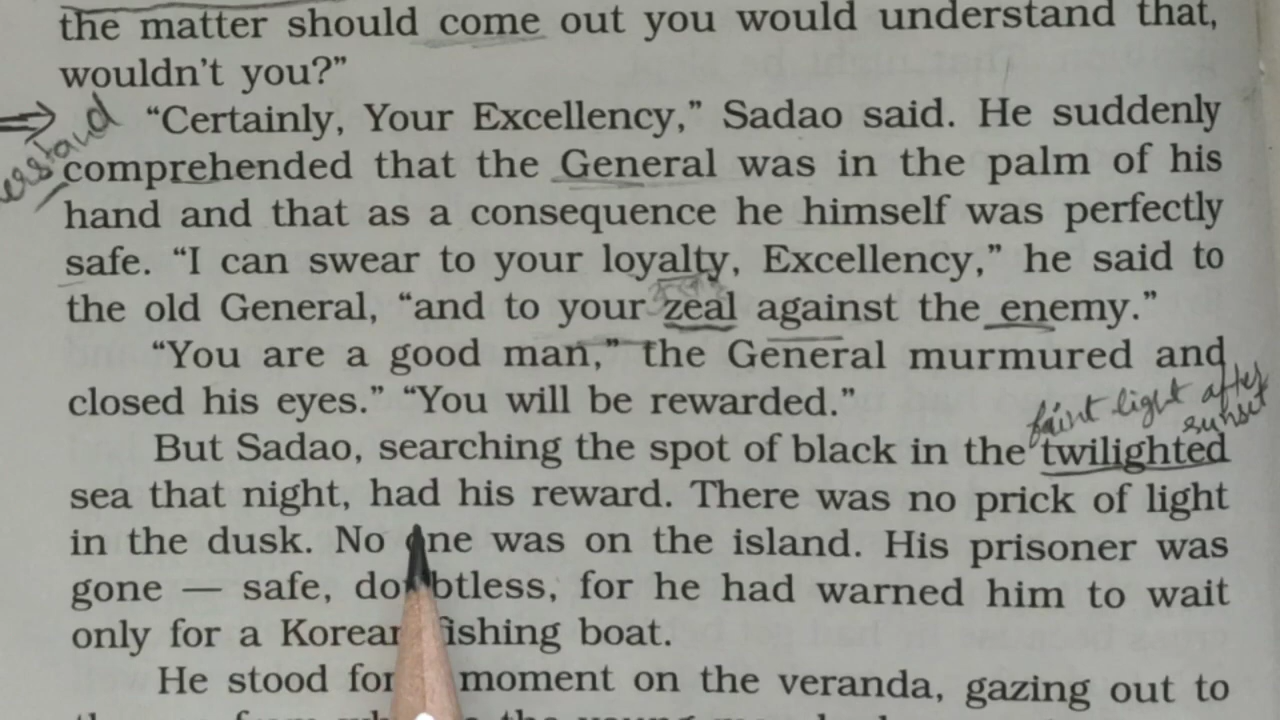 the matter should come out you would understand that,
wouldn't you?”
“Certainly, Your Excellency,” Sadao said. He suddenly
comprehended that the General was in the palm of his
hand and that as a consequence he himself was perfectly
safe. “I can swear to your loyalty, Excellency,” he said to
the old General, “and to your zeal against the enemy.”
“You are a good man,” the General murmured and
closed his eyes.” “You will be rewarded.”
faint light after
sunset
But Sadao, searching the spot of black in the twilighted
sea that night, had his reward. There was no prick of light
in the dusk. No one was on the island. His prisoner was
gone — safe, doubtless, for he had warned him to wait
only for a Korean fishing boat.
He stood for moment on the veranda, gazing out to